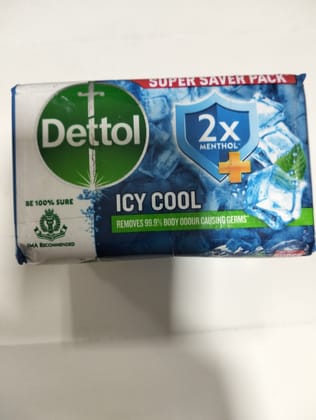 SUPER SAVER PACK
Dettol
2X
MENTHOL*
BE 100% SURE
ICY COOL
REMOVES 99.9% BODY ODOUR CAUSING GERMS*
IMA RECOMMENDED